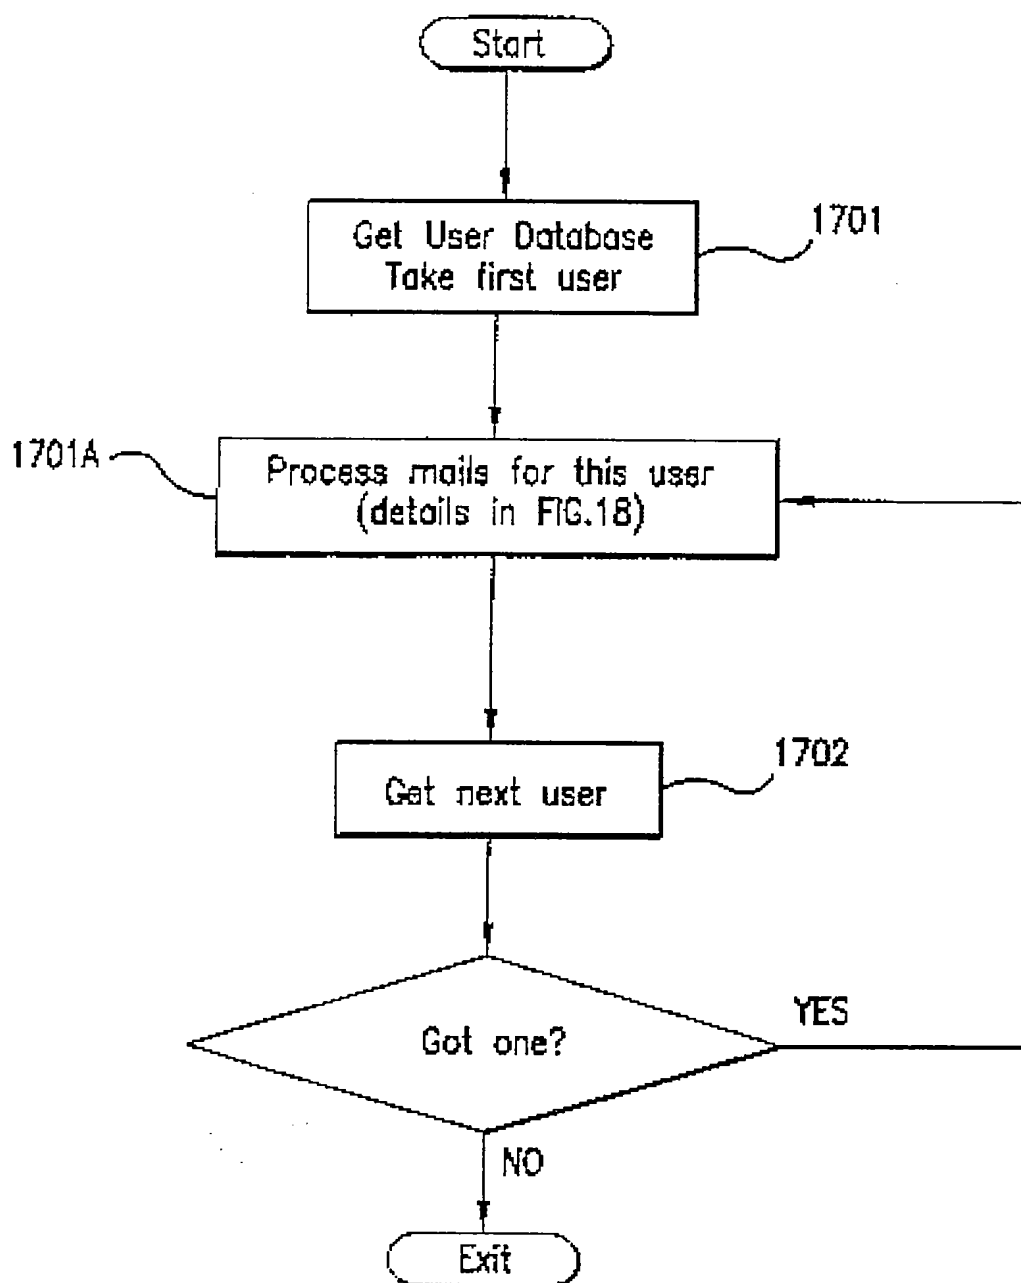 Start
Get User Database
Take first user
1701
1701A
Process mails for this user
(details in FIG.18)
Get next user
1702
Got one?
YES
NO
Exit